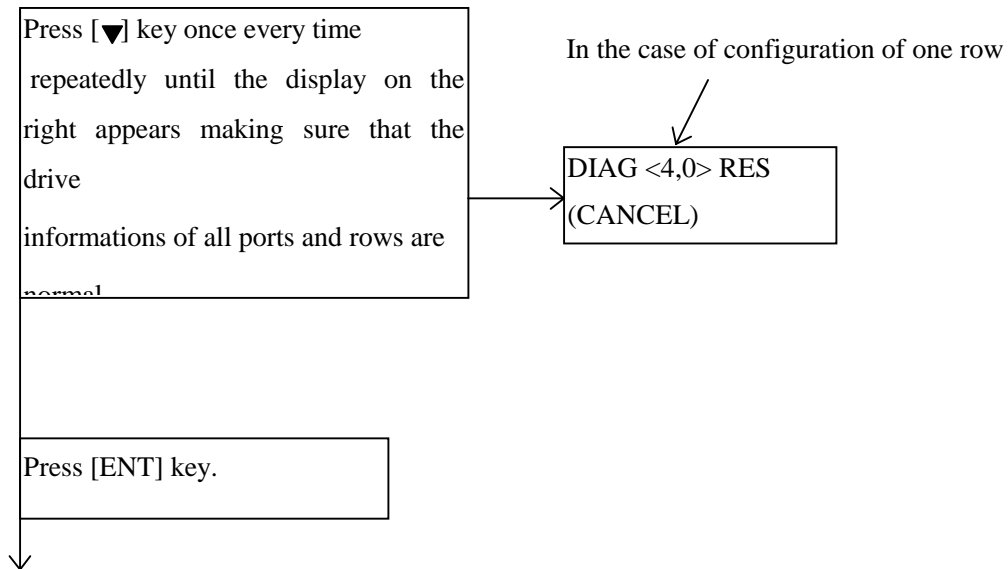 Press [▼] key once every time
repeatedly until the display on the
right appears making sure that the
drive
informations of all ports and rows are
normal
In the case of configuration of one row
DIAG <4,0> RES
(CANCEL)
Press [ENT] key.